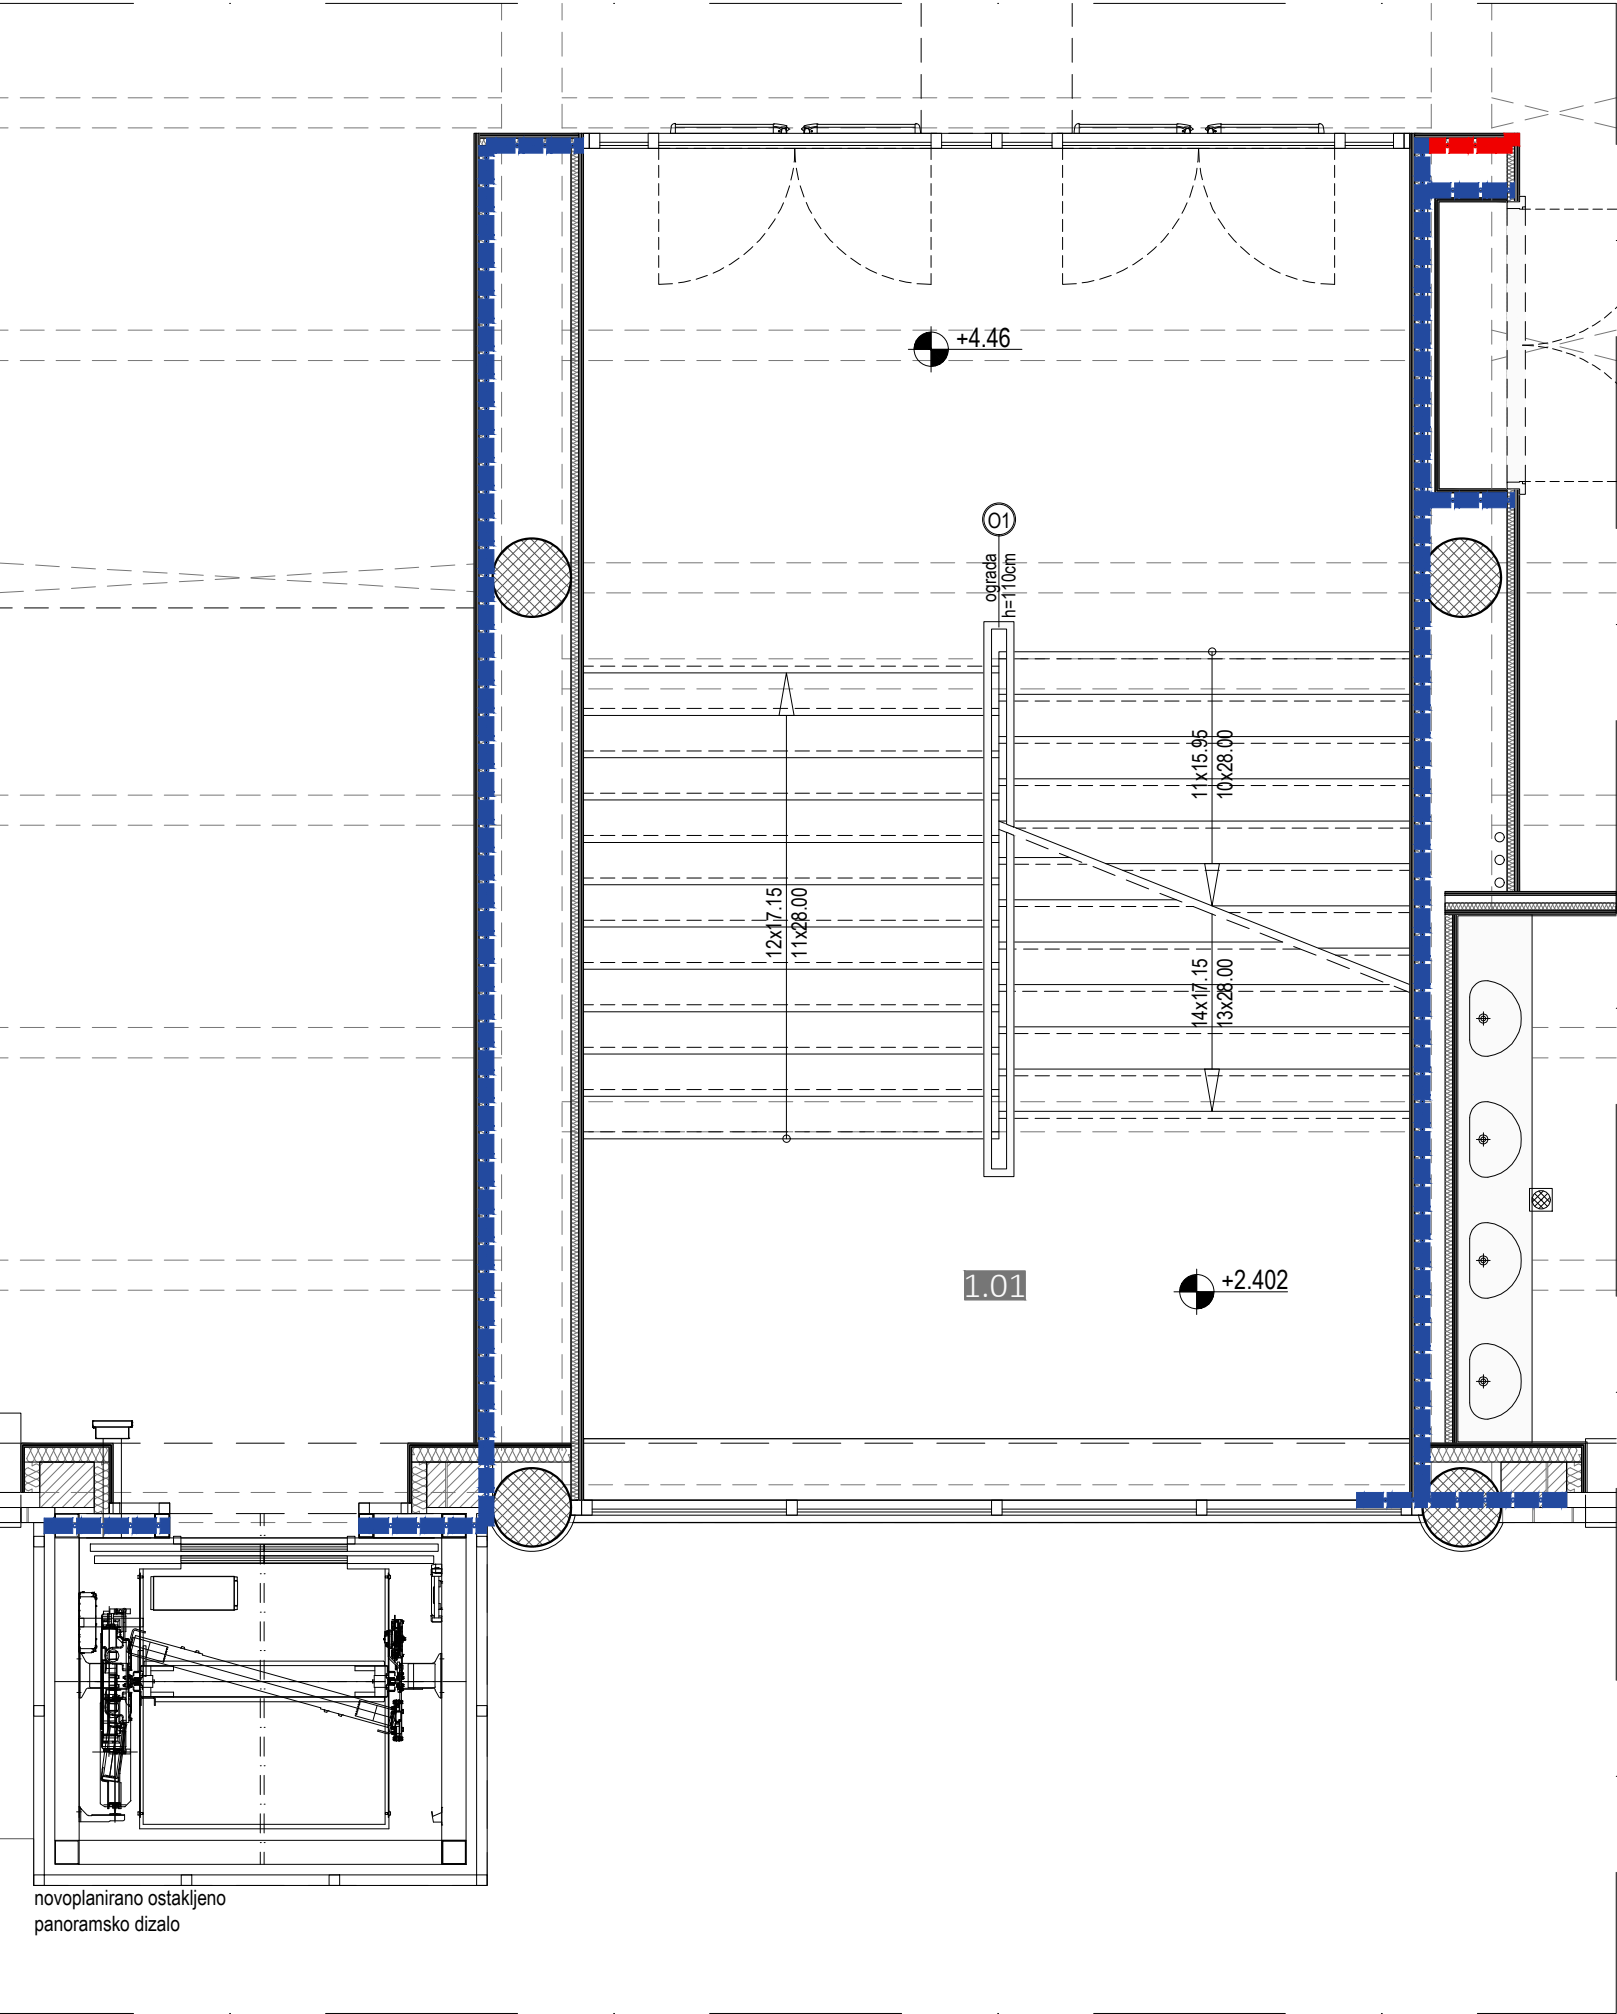 +4.46
O1
ograda
h=110cm
11x15.95
10x28.00
12x17.15
11x28.00
14x17.15
13x28.00
1.01
+2.402
novoplanirano ostakljeno
panoramsko dizalo